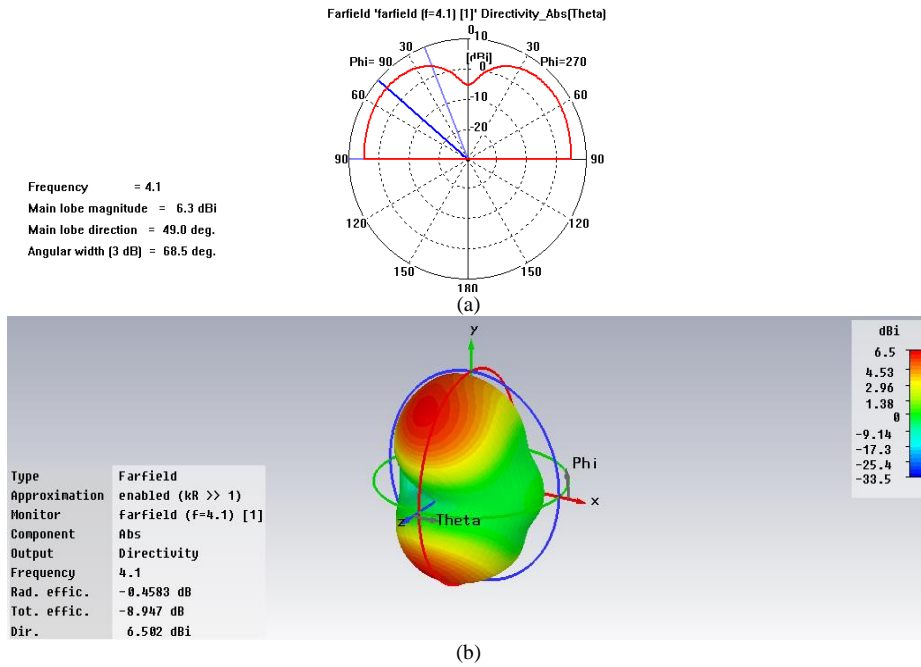 Farfield 'farfield (f=4.1) [1]' Directivity_Abs(Theta)
0
10
30
30
Phi= 90
[dBi]
0
Phi=270
60
-10
60
-20
90
90
Frequency = 4.1
Main lobe magnitude = 6.3 dBi
Main lobe direction = 49.0 deg.
Angular width (3 dB) = 68.5 deg.
120
120
150
150
180
(a)
y
dBi
6.5
4.53
2.96
1.38
0
-9.14
-17.3
-25.4
-33.5
Phi
x
z
Theta
Type Farfield
Approximation enabled (kR >> 1)
Monitor farfield (f=4.1) [1]
Component Abs
Output Directivity
Frequency 4.1
Rad. effic. -0.4583 dB
Tot. effic. -8.947 dB
Dir. 6.502 dBi
(b)